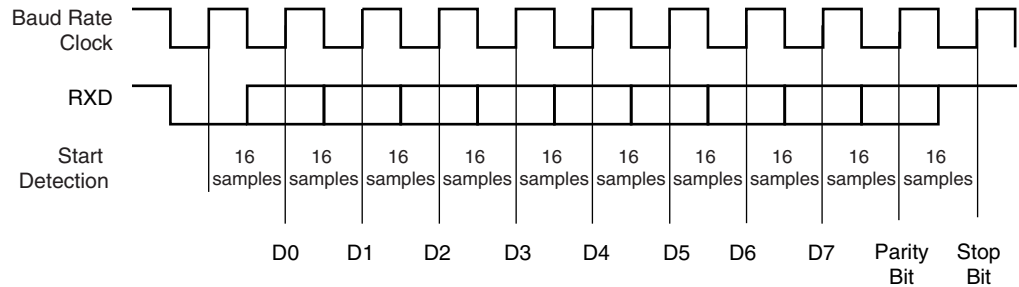 Baud Rate
Clock
RXD
Start
Detection
16 16 16 16 16 16 16 16 16 16
samples samples samples samples samples samples samples samples samples samples
D0 D1 D2 D3 D4 D5 D6 D7 Parity Stop
Bit Bit